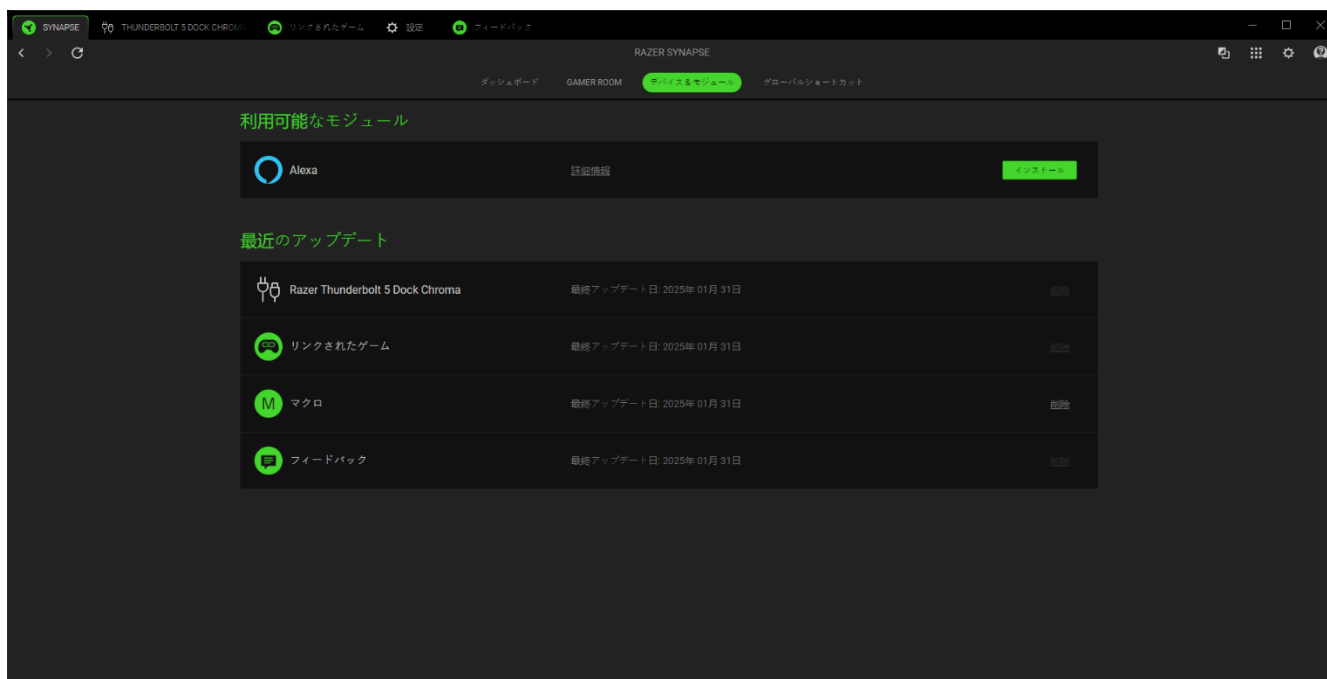 SYNAPSE THUNDERBOLT 5 DOCK CHROMA リンクされたゲーム 設定 フィードバック
RAZER SYNAPSE
ダッシュボード GAMER ROOM デバイス & モジュール グローバルショートカット
利用可能なモジュール
Alexa 詳細情報 インストール
最近のアップデート
Razer Thunderbolt 5 Dock Chroma 最終アップデート日: 2025年 01月 31日 削除
リンクされたゲーム 最終アップデート日: 2025年 01月 31日 削除
M マクロ 最終アップデート日: 2025年 01月 31日 削除
フィードバック 最終アップデート日: 2025年 01月 31日 削除